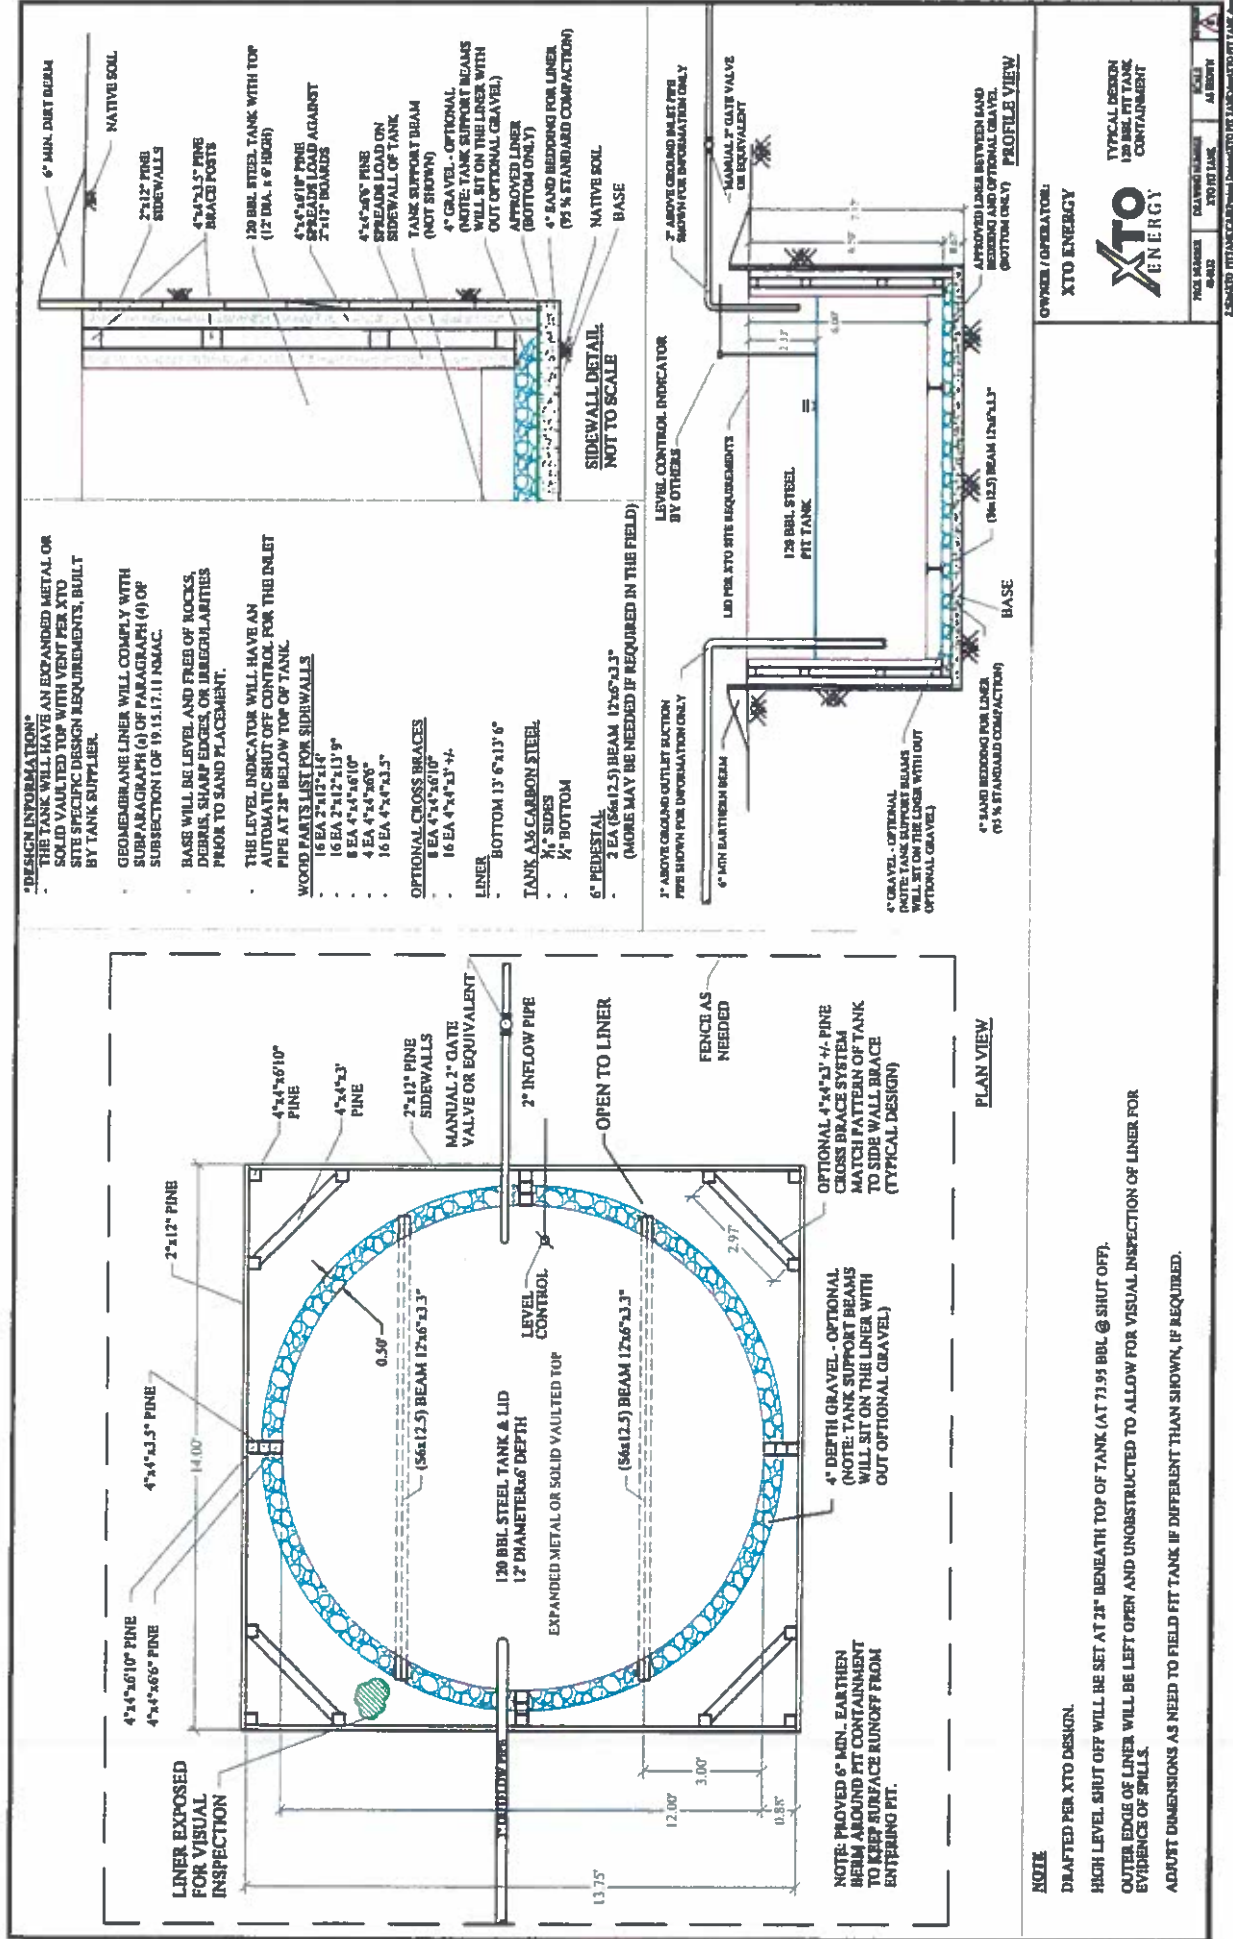 "DESIGN INFORMATION"
- THE TANK WILL HAVE AN EXPANDED METAL OR
SOLID VAULTED TOP WITH VENT PER XTO
SITE SPECIFIC DESIGN REQUIREMENTS, BUILT
BY TANK SUPPLIER.
- GEOMEMBRANE LINER WILL COMPLY WITH
SUBPARAGRAPH (a) OF PARAGRAPH (4) OF
SUBSECTION I OF 19.15.17.11 NMAC.
- BASE WILL BE LEVEL AND FREE OF ROCKS,
DEBRIS, SHARP EDGES, OR IRREGULARITIES
PRIOR TO SAND PLACEMENT.
- THE LEVEL INDICATOR WILL HAVE AN
AUTOMATIC SHUT OFF CONTROL FOR THE INLET
PIPE AT 28" BELOW TOP OF TANK.
WOOD PARTS LIST FOR SIDEWALLS
- 16 EA 2"x12"x14'
- 16 EA 2"x12"x13'9"
- 8 EA 4"x4"x6'10"
- 4 EA 4"x4"x6'6"
- 16 EA 4"x4"x3.5"
OPTIONAL CROSS BRACES
- 8 EA 4"x4"x6'10"
- 16 EA 4"x4"x3' +/-
LINER
- BOTTOM 13' 6"x13' 6"
TANK A36 CARBON STEEL
SIDES
- ¼" BOTTOM
6" PEDESTAL
- 2 EA (S6x12.5) BEAM 12'x6"x3.3"
(MORE MAY BE NEEDED IF REQUIRED IN THE FIELD)
6" MIN. DIRT BERM
NATIVE SOIL
2"x12" PINE
SIDEWALLS
4"x4"x3.5" PINE
BRACE POSTS
120 BBL STEEL TANK WITH TOP
(12' DIA. x 6' HIGH)
4"x4"x6'10" PINE
SPREADS LOAD AGAINST
2"x12" BOARDS
4"x4"x6'6" PINE
SPREADS LOAD ON
SIDEWALL OF TANK
TANK SUPPORT BEAM
(NOT SHOWN)
4" GRAVEL - OPTIONAL
(NOTE: TANK SUPPORT BEAMS
WILL SIT ON THE LINER WITH
OUT OPTIONAL GRAVEL)
APPROVED LINER
(BOTTOM ONLY)
4" SAND BEDDING FOR LINER
(95 % STANDARD COMPACTION)
NATIVE SOIL
BASE
SIDEWALL DETAIL
NOT TO SCALE
4"x4"x6'10" PINE
4"x4"x6'6" PINE
4"x4"x3.5" PINE
2"x12" PINE
4"x4"x6'10"
PINE
4"x4"x3'
PINE
2"x12" PINE
SIDEWALLS
MANUAL 2" GATE
VALVE OR EQUIVALENT
2" INFLOW PIPE
OPEN TO LINER
FENCE AS
NEEDED
LINER EXPOSED
FOR VISUAL
INSPECTION
14.00'
0.50'
(S6x12.5) BEAM 12'x6"x3.3"
120 BBL STEEL TANK & LID
12' DIAMETERx6' DEPTH
EXPANDED METAL OR SOLID VAULTED TOP
LEVEL
CONTROL
(S6x12.5) BEAM 12'x6"x3.3"
13.75'
12.00'
3.00'
0.88'
2.97'
OPTIONAL 4"x4"x3' +/- PINE
CROSS BRACE SYSTEM
MATCH PATTERN OF TANK
TO SIDE WALL BRACE
(TYPICAL DESIGN)
4" DEPTH GRAVEL - OPTIONAL
(NOTE: TANK SUPPORT BEAMS
WILL SIT ON THE LINER WITH
OUT OPTIONAL GRAVEL)
NOTE: PROVED 6" MIN. EARTHEN
BERM AROUND PIT CONTAINMENT
TO KEEP SURFACE RUNOFF FROM
ENTERING PIT.
PLAN VIEW
3" ABOVE GROUND OUTLET SUCTION
PIPE SHOWN FOR INFORMATION ONLY
6" MIN EARTHERN BERM
LEVEL CONTROL INDICATOR
BY OTHERS
LID PER XTO SITE REQUIREMENTS
120 BBL STEEL
PIT TANK
2.33'
6.00'
2" ABOVE GROUND INLET PIPE
SHOWN FOR INFORMATION ONLY
MANUAL 2" GATE VALVE
OR EQUIVALENT
4" GRAVEL - OPTIONAL
(NOTE: TANK SUPPORT BEAMS
WILL SIT ON THE LINER WITH OUT
OPTIONAL GRAVEL)
4" SAND BEDDING FOR LINER
(95 % STANDARD COMPACTION)
BASE
(S6x12.5) BEAM 12'x6"x3.3"
APPROVED LINER BETWEEN SAND
BEDDING AND OPTIONAL GRAVEL
(BOTTOM ONLY)
PROFILE VIEW
NOTE
DRAFTED PER XTO DESIGN.
HIGH LEVEL SHUT OFF WILL BE SET AT 28" BENEATH TOP OF TANK (AT 73.95 BBL @ SHUT OFF).
OUTER EDGE OF LINER WILL BE LEFT OPEN AND UNOBSTRUCTED TO ALLOW FOR VISUAL INSPECTION OF LINER FOR
EVIDENCE OF SPILLS.
ADJUST DIMENSIONS AS NEED TO FIELD FIT TANK IF DIFFERENT THAN SHOWN, IF REQUIRED.
OWNER / OPERATOR:
XTO ENERGY
XTO
ENERGY
TYPICAL DESIGN
120 BBL PIT TANK
CONTAINMENT
DRAWING NUMBER
XTO PIT TANK
SCALE
AS SHOWN